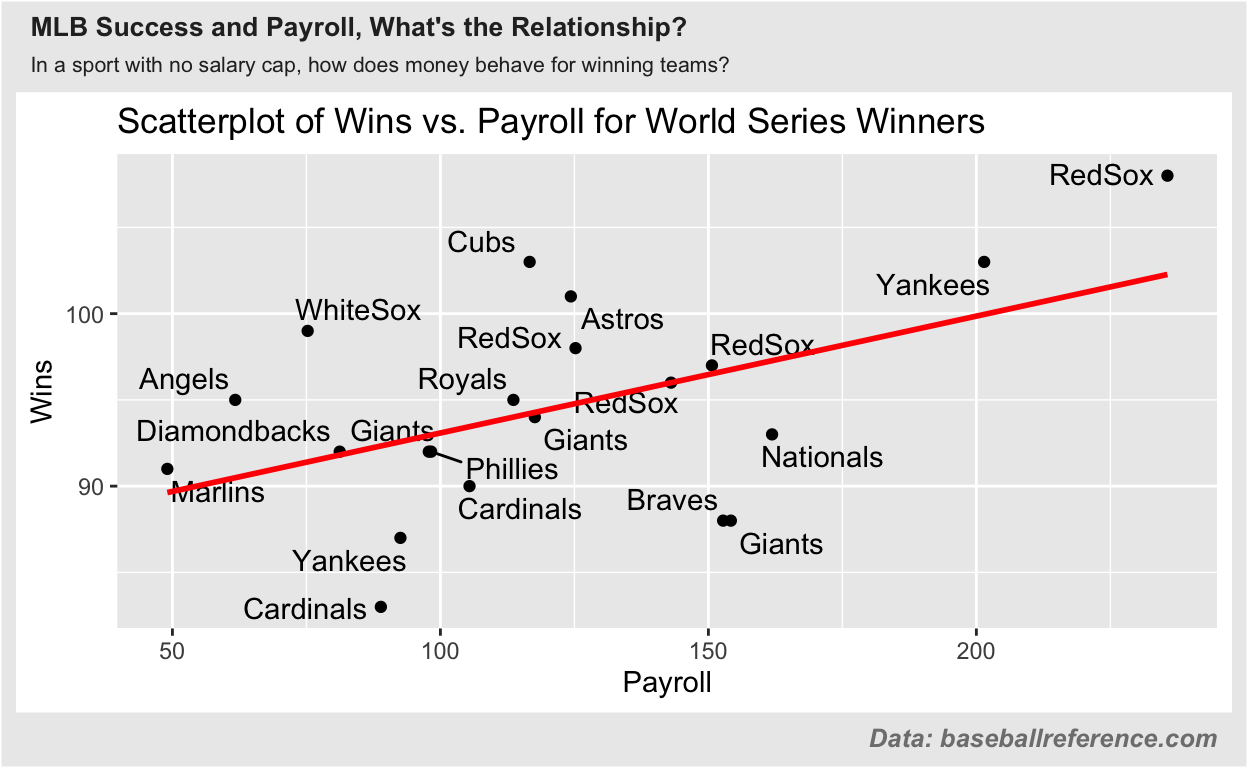 MLB Success and Payroll, What's the Relationship?
In a sport with no salary cap, how does money behave for winning teams?
Scatterplot of Wins vs. Payroll for World Series Winners
RedSox
Cubs
Yankees
WhiteSox
100
Astros
RedSox
RedSox
Angels
Royals
RedSox
Diamondbacks
Giants
Giants
Nationals
Phillies
90
Marlins
Braves
Cardinals
Giants
Yankees
Cardinals
Wins
50
100
150
200
Payroll
Data: baseballreference.com